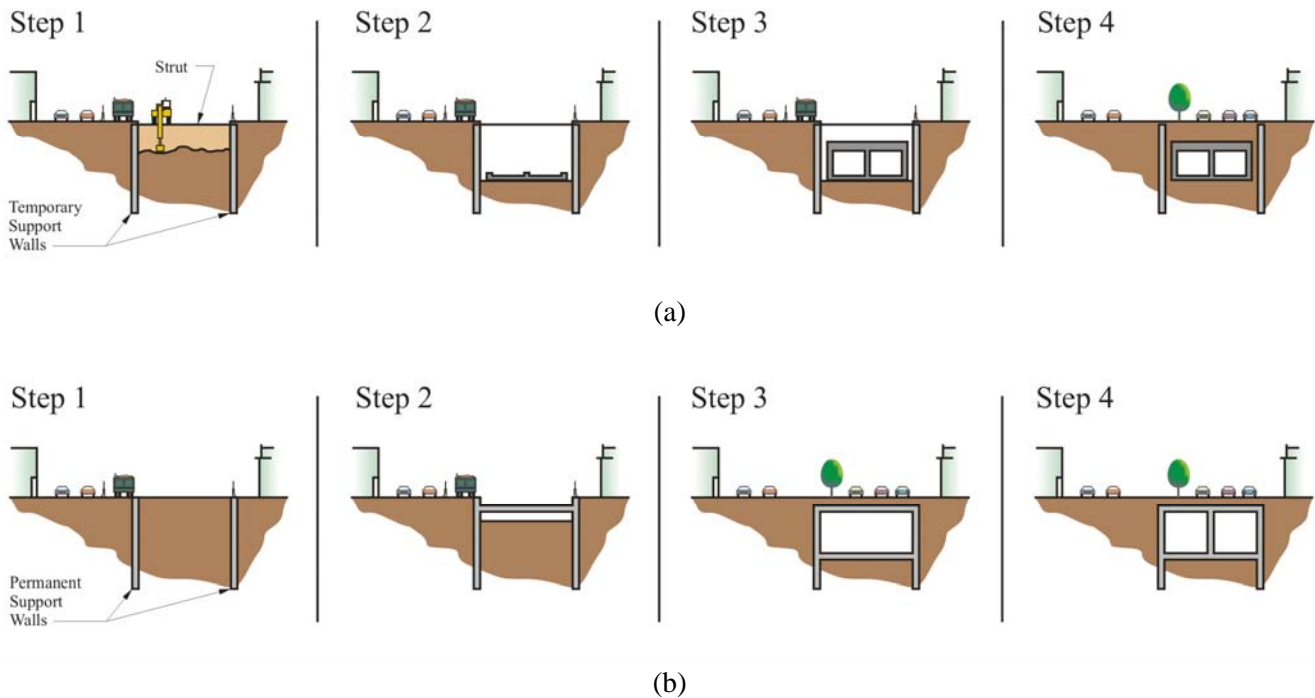 Step 1
Step 2
Step 3
Step 4
Strut
Temporary
Support
Walls
(a)
Step 1
Step 2
Step 3
Step 4
Permanent
Support
Walls
(b)